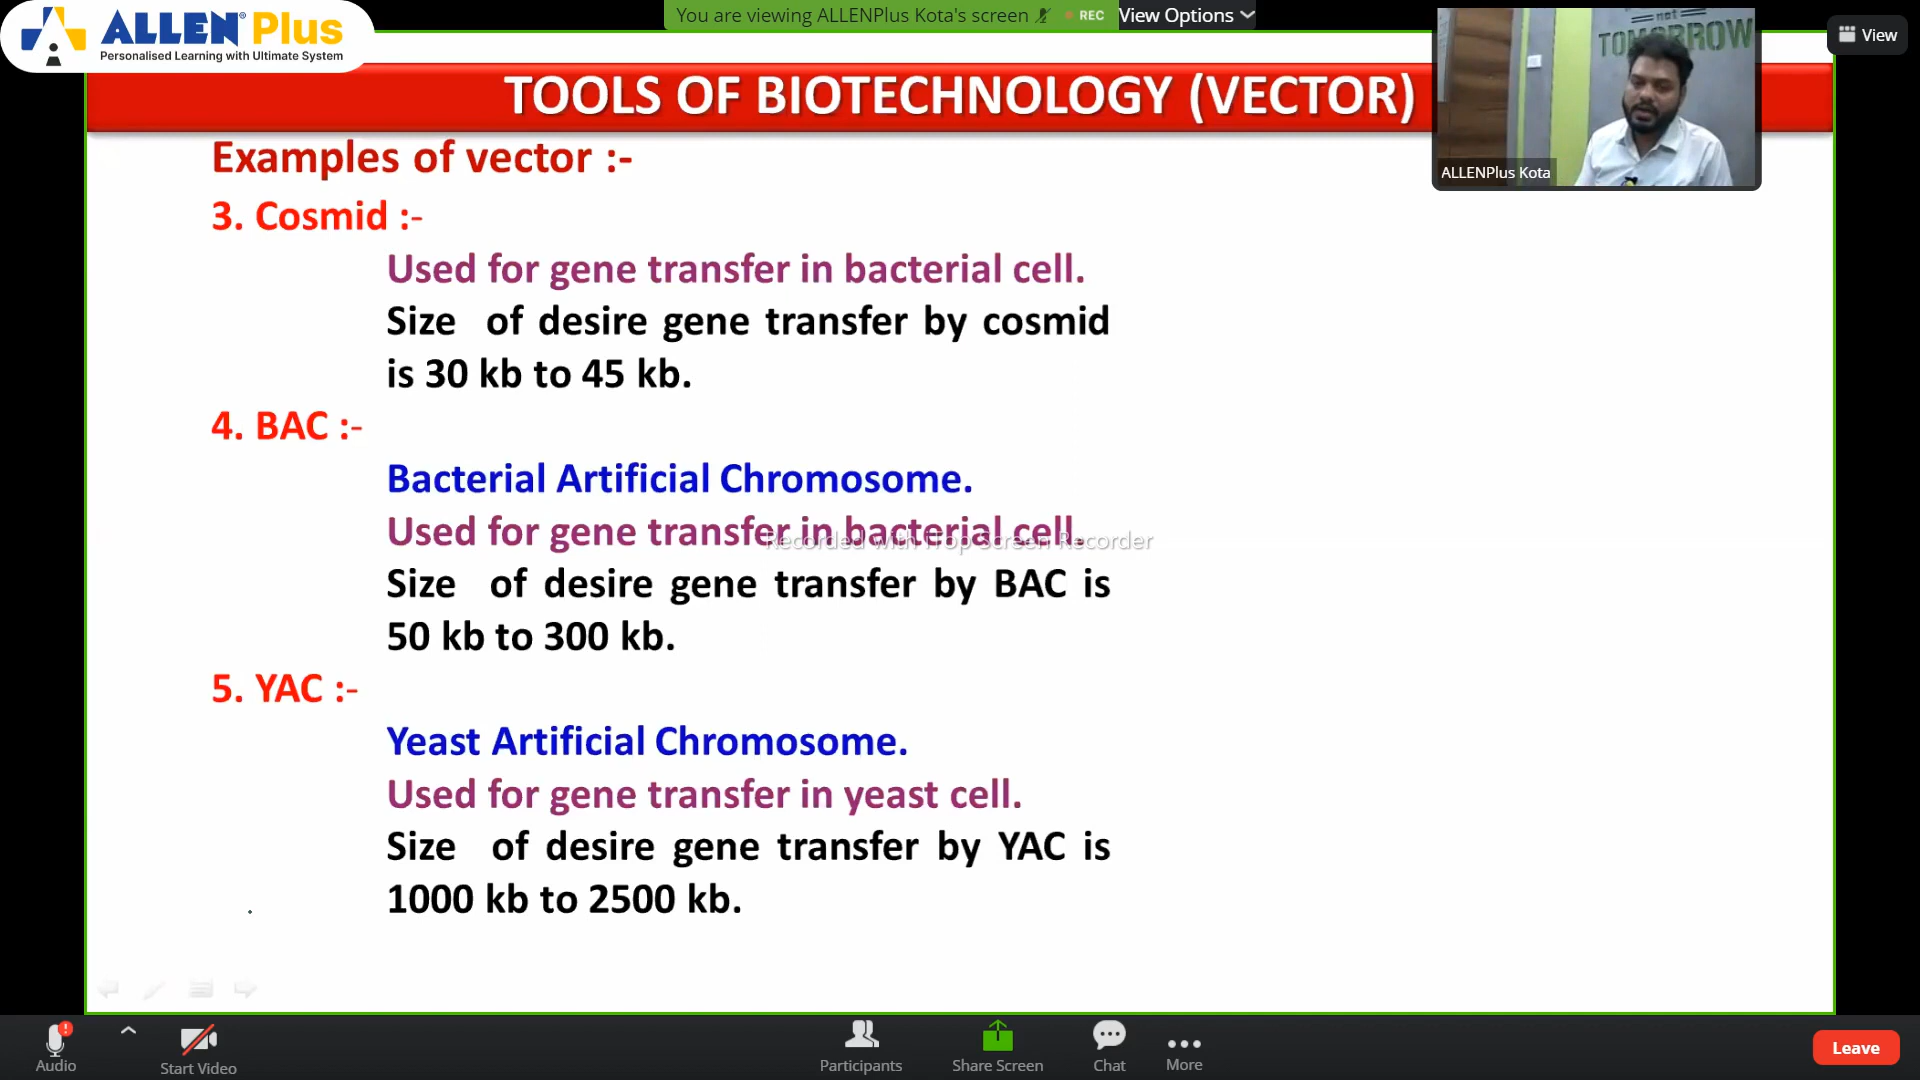 You are viewing ALLENPlus Kota's screen
REC
View Options
ALLEN® Plus
Personalised Learning with Ultimate System
not
TOMORROW
View
TOOLS OF BIOTECHNOLOGY (VECTOR)
ALLENPlus Kota
Examples of vector :-
3. Cosmid :-
Used for gene transfer in bacterial cell.
Size of desire gene transfer by cosmid
is 30 kb to 45 kb.
4. BAC :-
Bacterial Artificial Chromosome.
Used for gene transfer in bacterial cell.
Recorded with iTop Screen Recorder
Size of desire gene transfer by BAC is
50 kb to 300 kb.
5. YAC :-
Yeast Artificial Chromosome.
Used for gene transfer in yeast cell.
Size of desire gene transfer by YAC is
1000 kb to 2500 kb.
Audio
Start Video
Participants
Share Screen
Chat
More
Leave